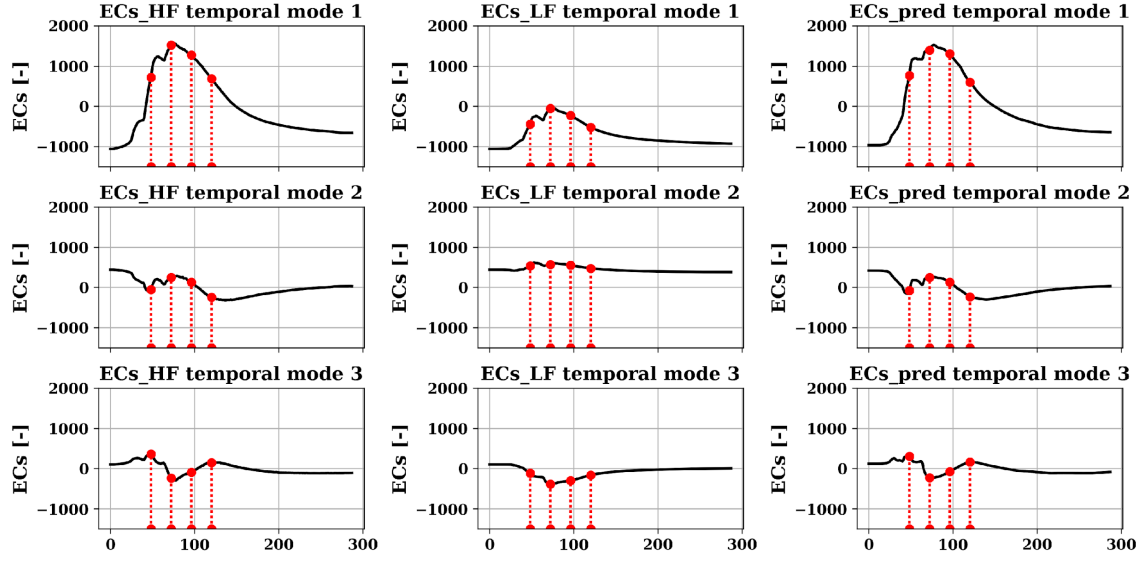 ECs_HF temporal mode 1 ECs_LF temporal mode 1 ECs_pred temporal mode 1
2000 2000 2000
1000 1000 1000
0 0 0
−1000 −1000 −1000
ECs [-] ECs [-] ECs [-]
ECs_HF temporal mode 2 ECs_LF temporal mode 2 ECs_pred temporal mode 2
2000 2000 2000
1000 1000 1000
0 0 0
−1000 −1000 −1000
ECs [-] ECs [-] ECs [-]
ECs_HF temporal mode 3 ECs_LF temporal mode 3 ECs_pred temporal mode 3
2000 2000 2000
1000 1000 1000
0 0 0
−1000 −1000 −1000
ECs [-] ECs [-] ECs [-]
0 100 200 300 0 100 200 300 0 100 200 300